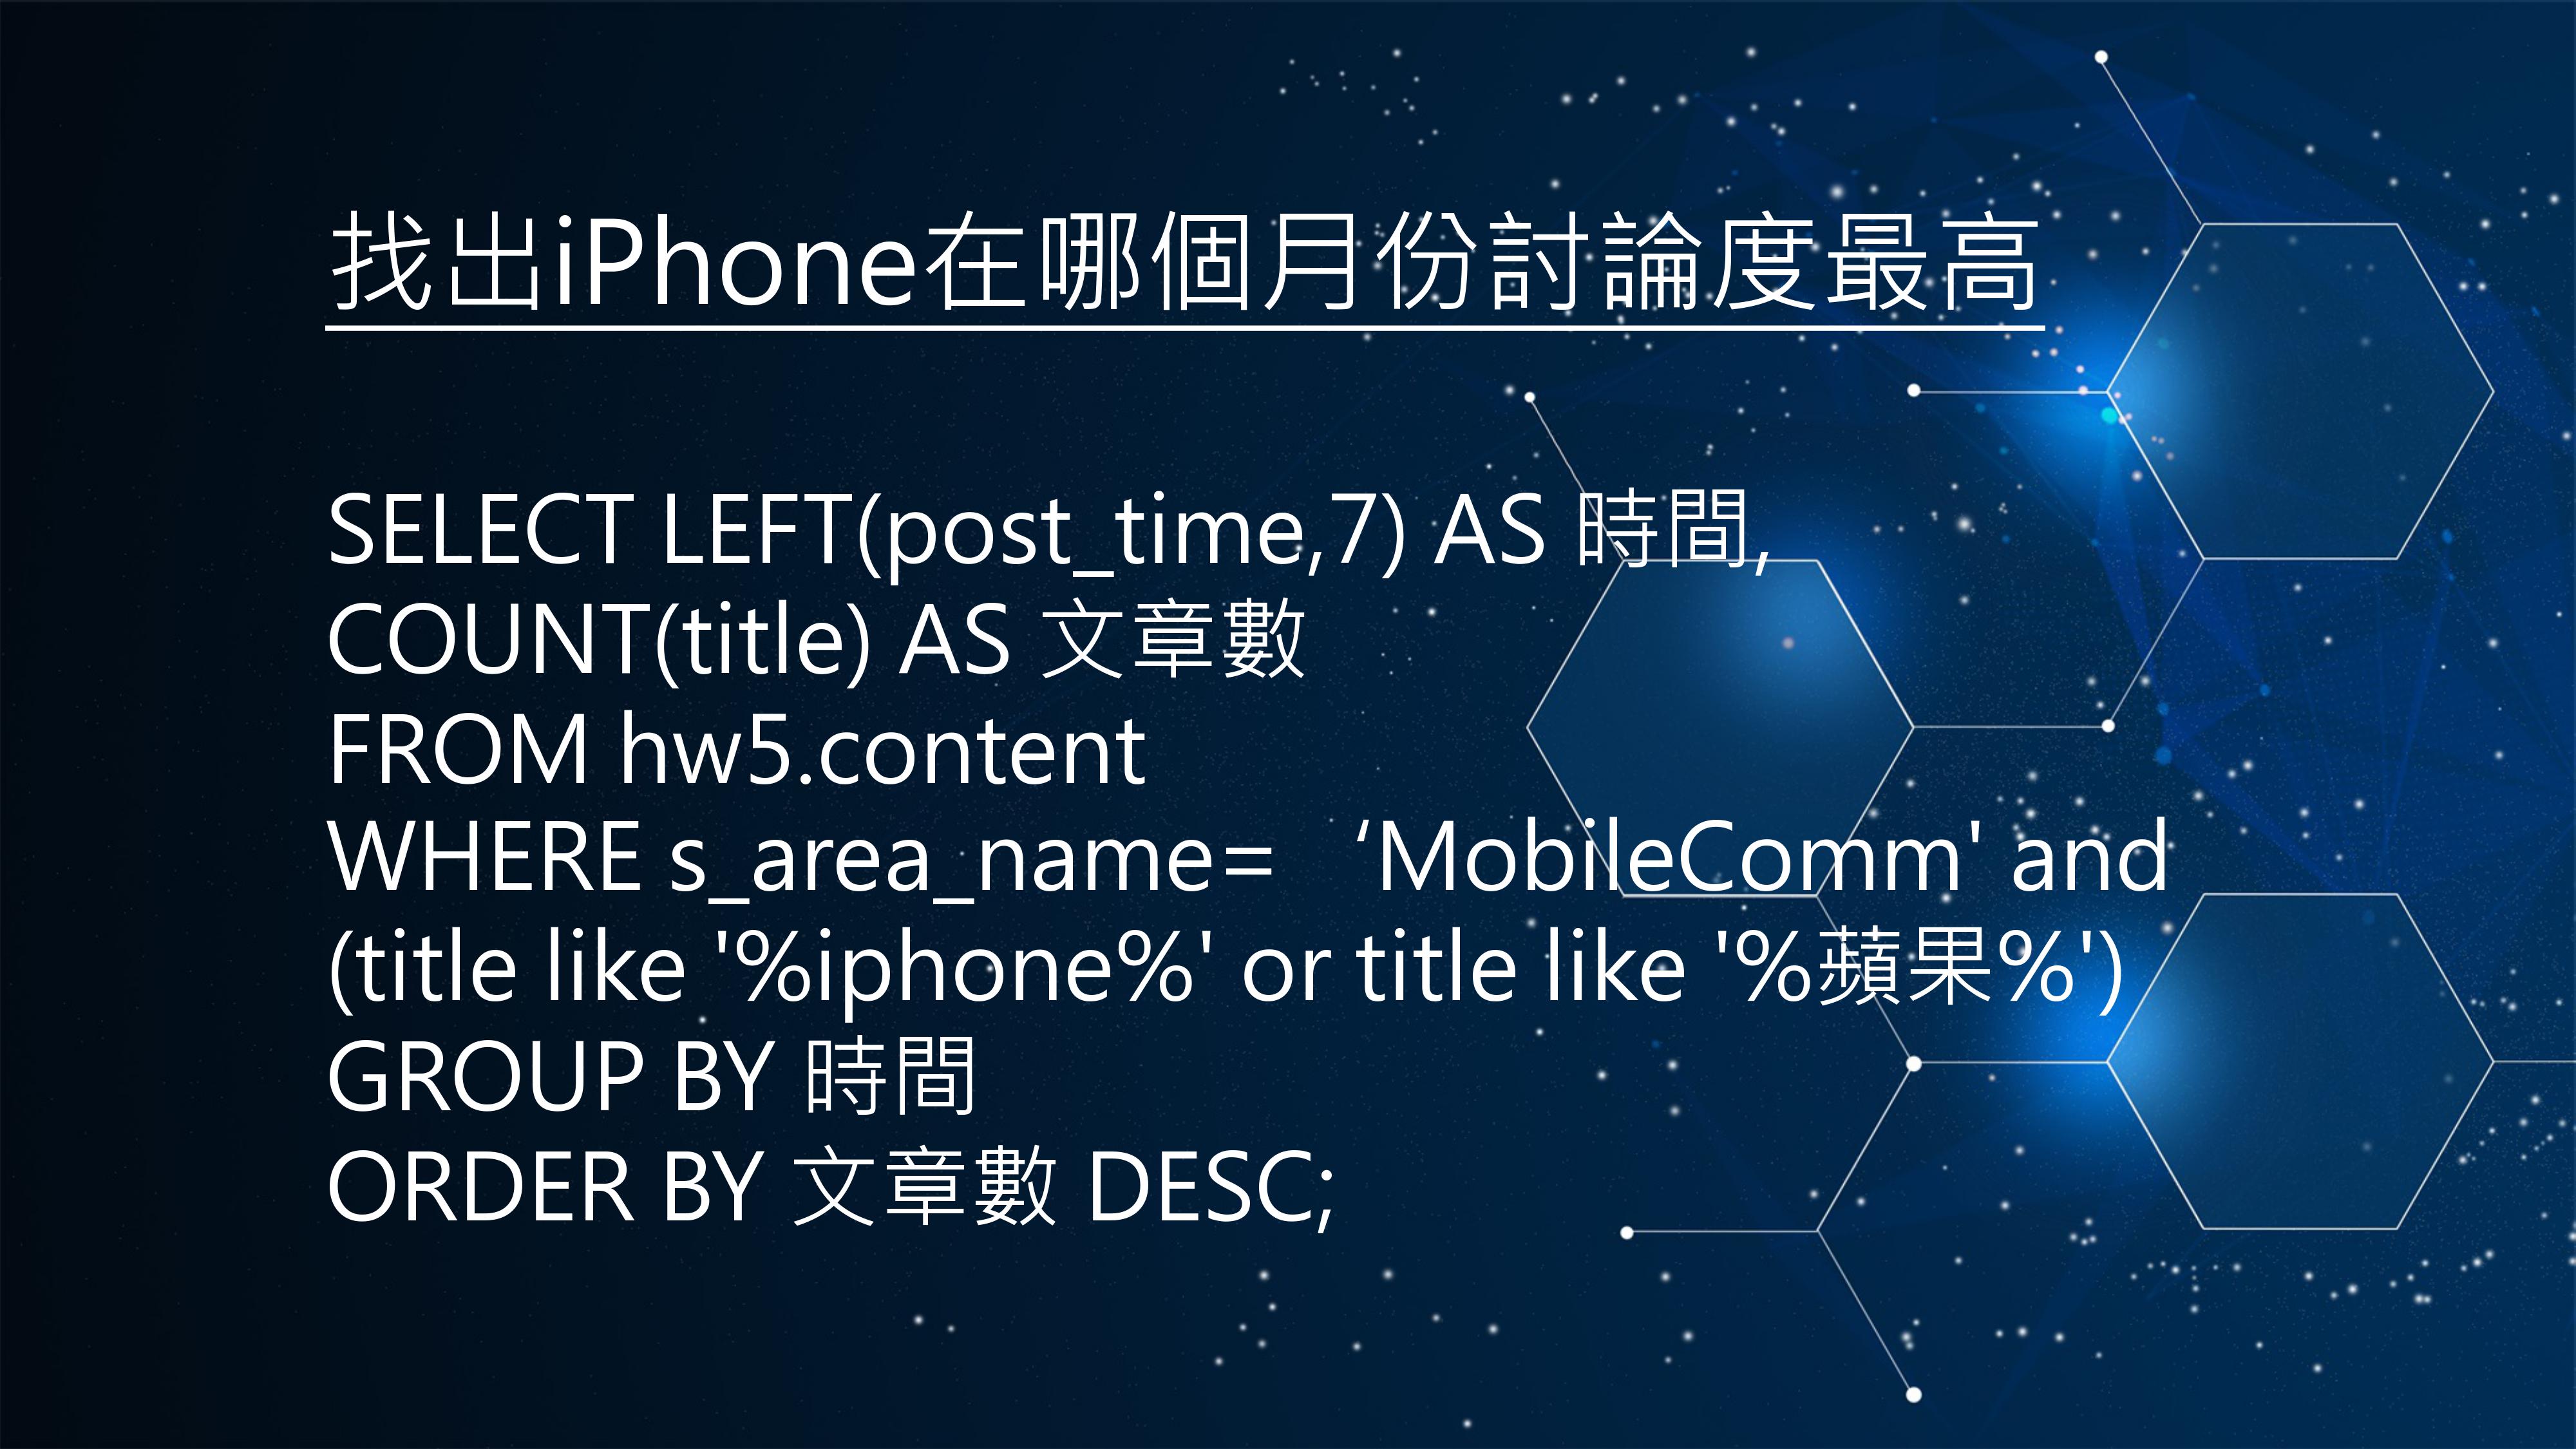 找出iPhone在哪個月份討論度最高
SELECT LEFT(post_time,7) AS 時間,
COUNT(title) AS 文章數
FROM hw5.content
WHERE s_area_name= ‘MobileComm' and
(title like '%iphone%' or title like '%蘋果%')
GROUP BY 時間
ORDER BY 文章數 DESC;